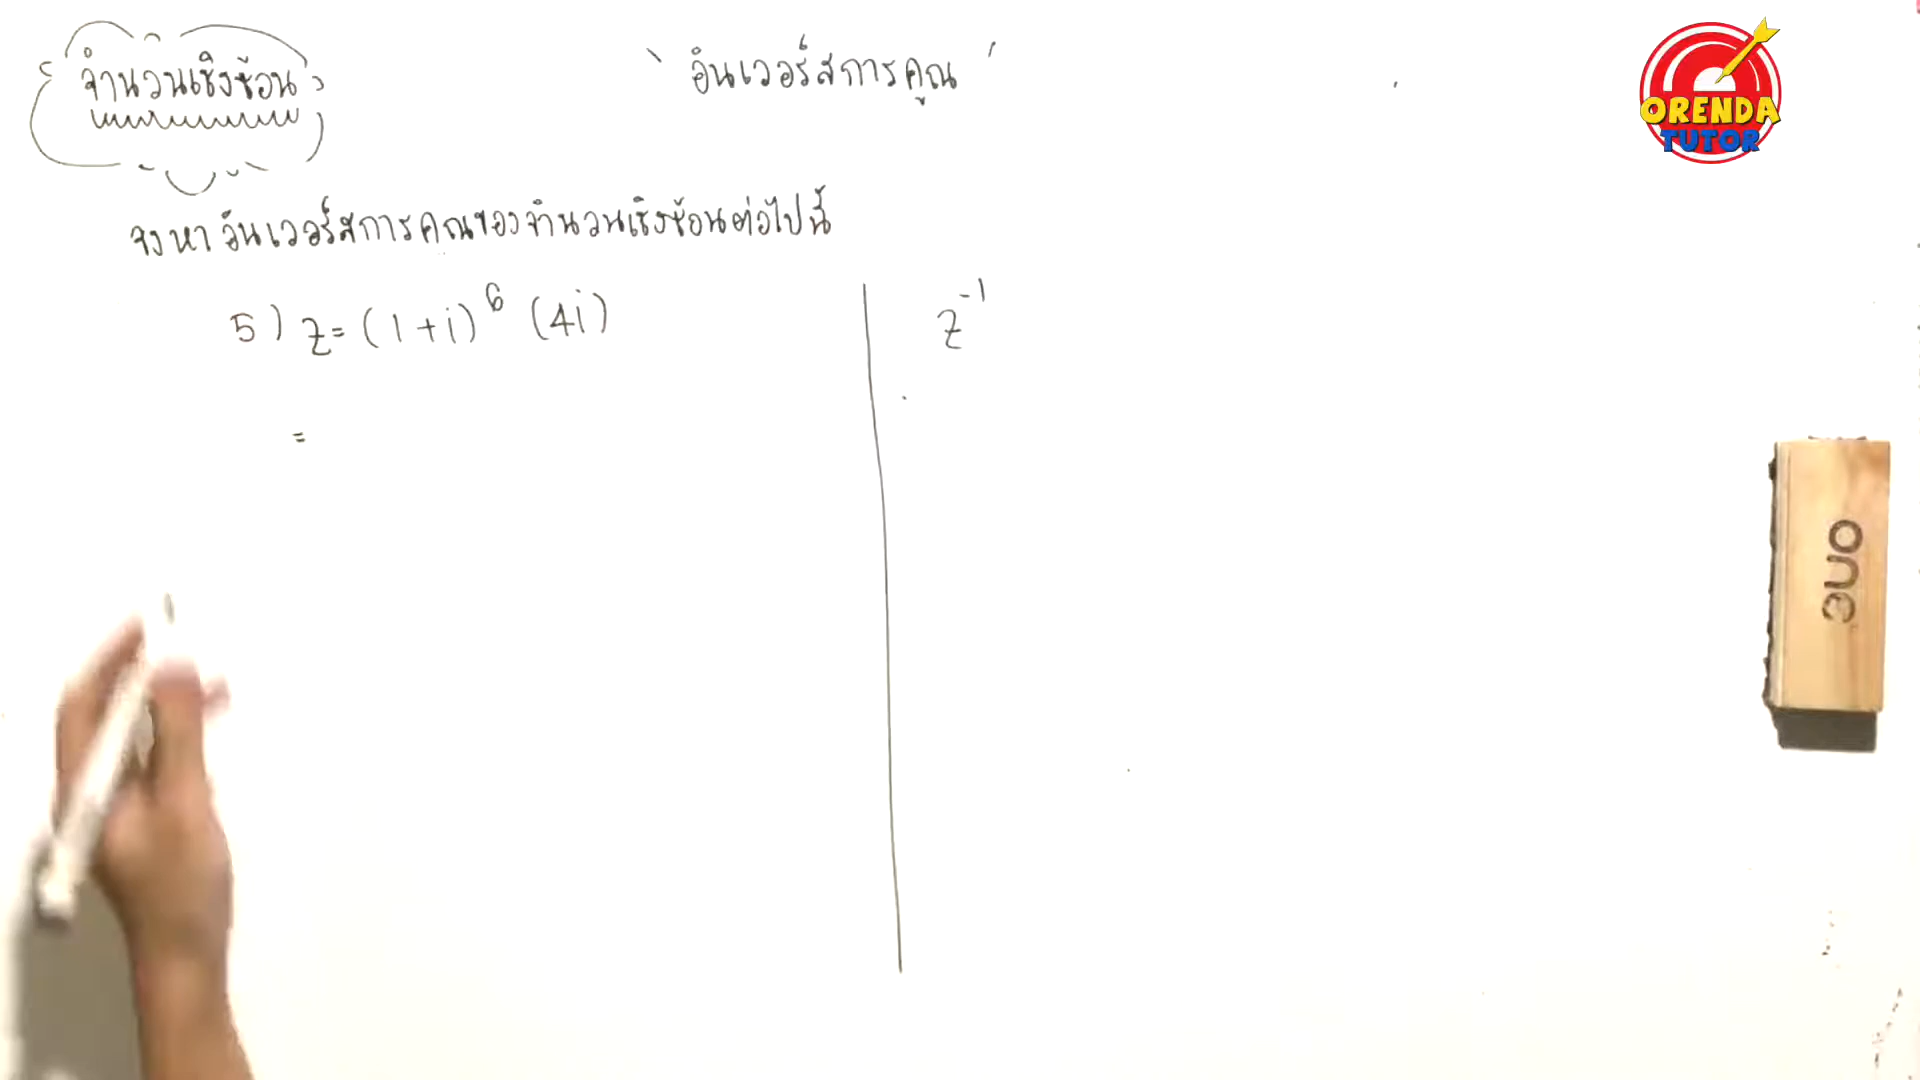 จำนวนเชิงซ้อน
` อินเวอร์สการคูณ ′
ORENDA
TUTOR
จงหา อินเวอร์สการคูณของจำนวนเชิงซ้อนต่อไปนี้
5) z = (1+i)⁶ (4i)
z⁻¹
=
one